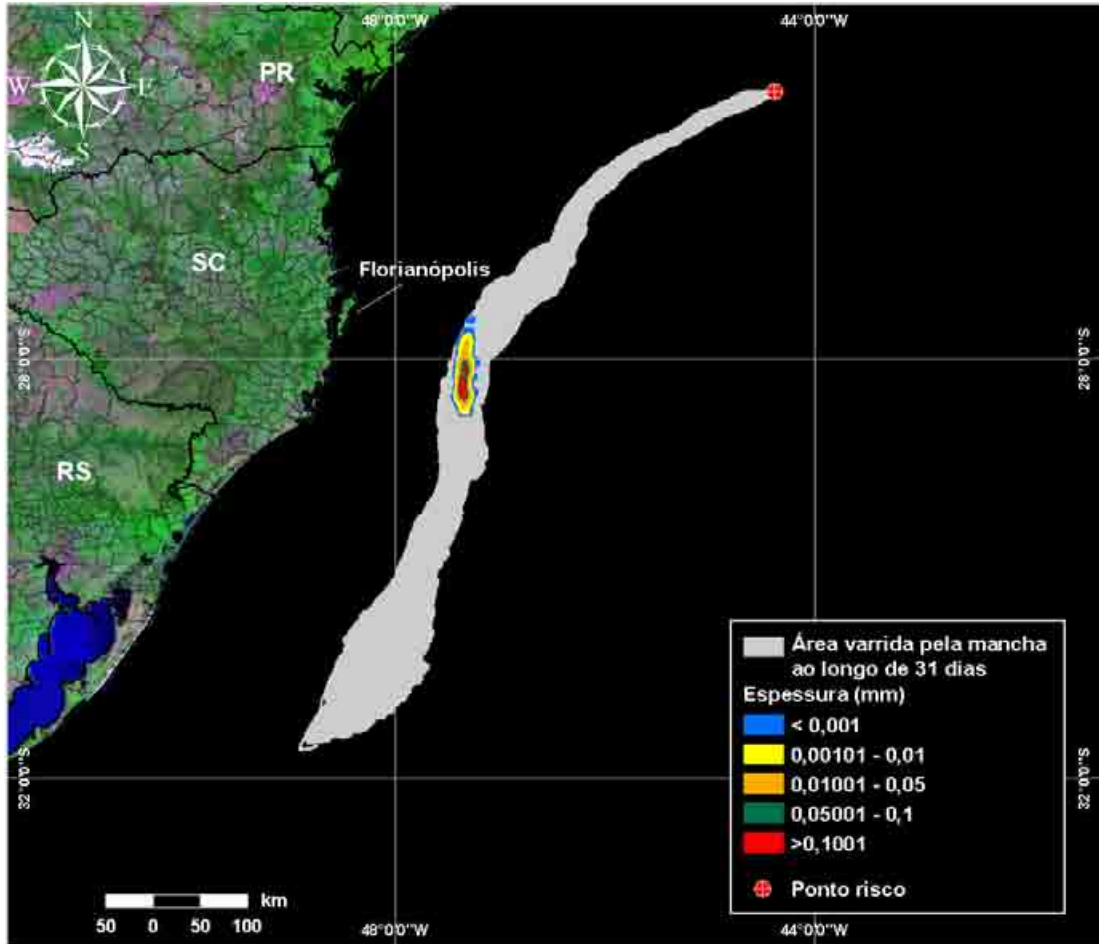 48°0'0"W
44°0'0"W
N
W
E
S
PR
SC
Florianópolis
28°0'0"S
28°0'0"S
RS
Área varrida pela mancha
ao longo de 31 dias
Espessura (mm)
< 0,001
0,00101 - 0,01
0,01001 - 0,05
0,05001 - 0,1
>0,1001
Ponto risco
32°0'0"S
32°0'0"S
km
50 0 50 100
48°0'0"W
44°0'0"W